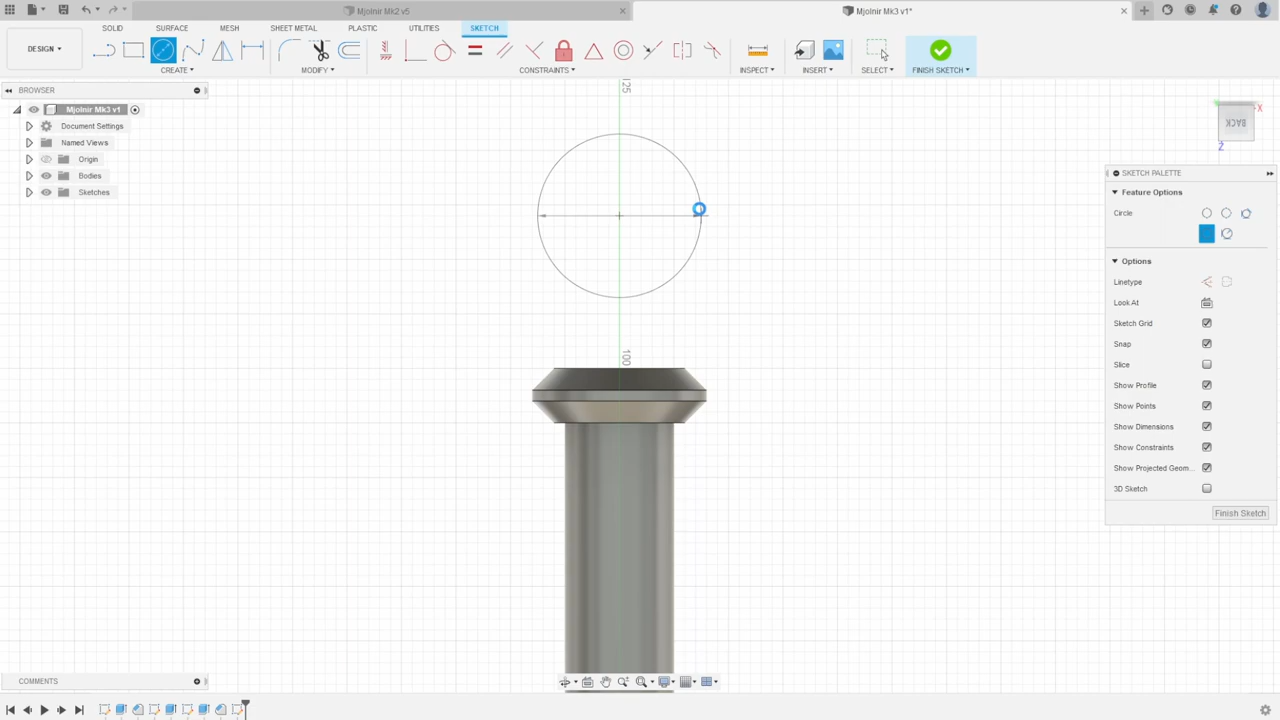 Mjolnir Mk2 v5
Mjolnir Mk3 v1*
SOLID SURFACE MESH SHEET METAL PLASTIC UTILITIES SKETCH
DESIGN
CREATE MODIFY CONSTRAINTS INSPECT INSERT SELECT FINISH SKETCH
BROWSER
Mjolnir Mk3 v1
Document Settings
Named Views
Origin
Bodies
Sketches
125
100
BACK
X
Z
SKETCH PALETTE
Feature Options
Circle
Options
Linetype
Look At
Sketch Grid
Snap
Slice
Show Profile
Show Points
Show Dimensions
Show Constraints
Show Projected Geom...
3D Sketch
Finish Sketch
COMMENTS